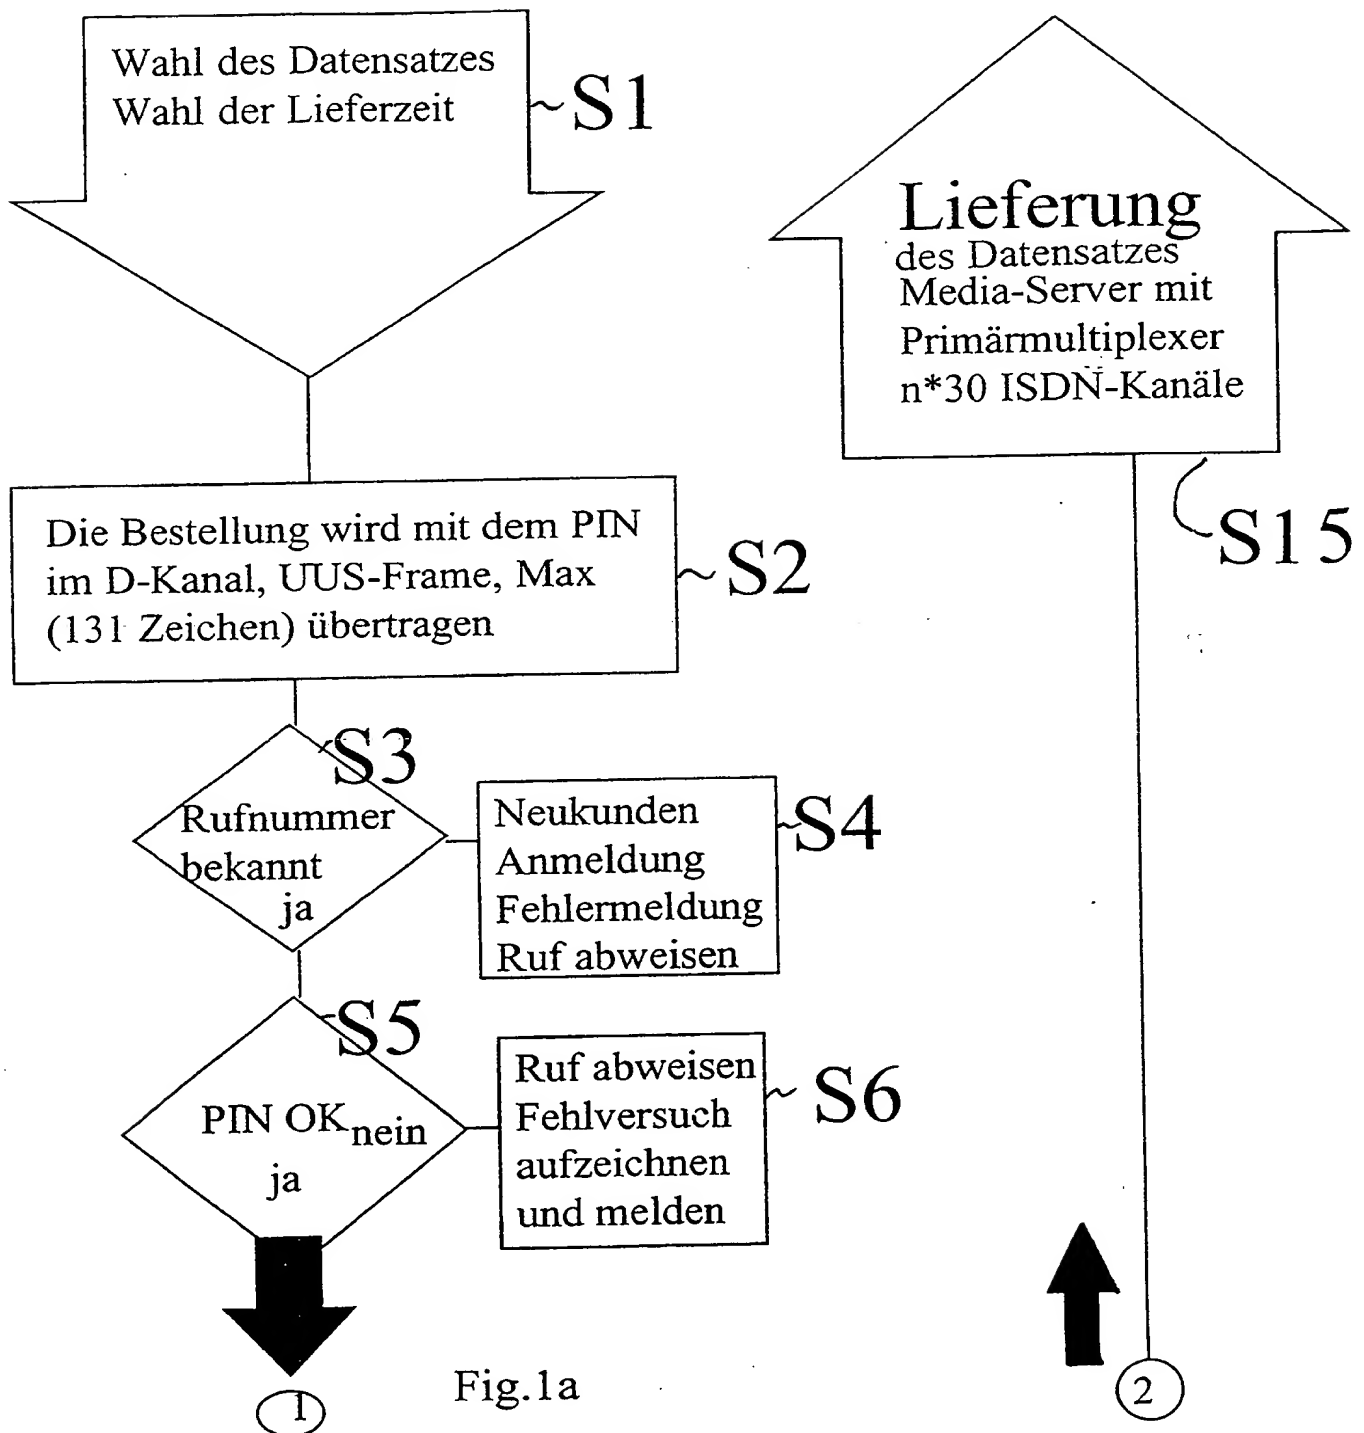 Wahl des Datensatzes
Wahl der Lieferzeit
S1
Die Bestellung wird mit dem PIN
im D-Kanal, UUS-Frame, Max
(131 Zeichen) übertragen
S2
S3
Rufnummer
bekannt
ja
Neukunden
Anmeldung
Fehlermeldung
Ruf abweisen
S4
S5
PIN OK nein
ja
Ruf abweisen
Fehlversuch
aufzeichnen
und melden
S6
1
Fig.1a
Lieferung
des Datensatzes
Media-Server mit
Primärmultiplexer
n*30 ISDN-Kanäle
S15
2